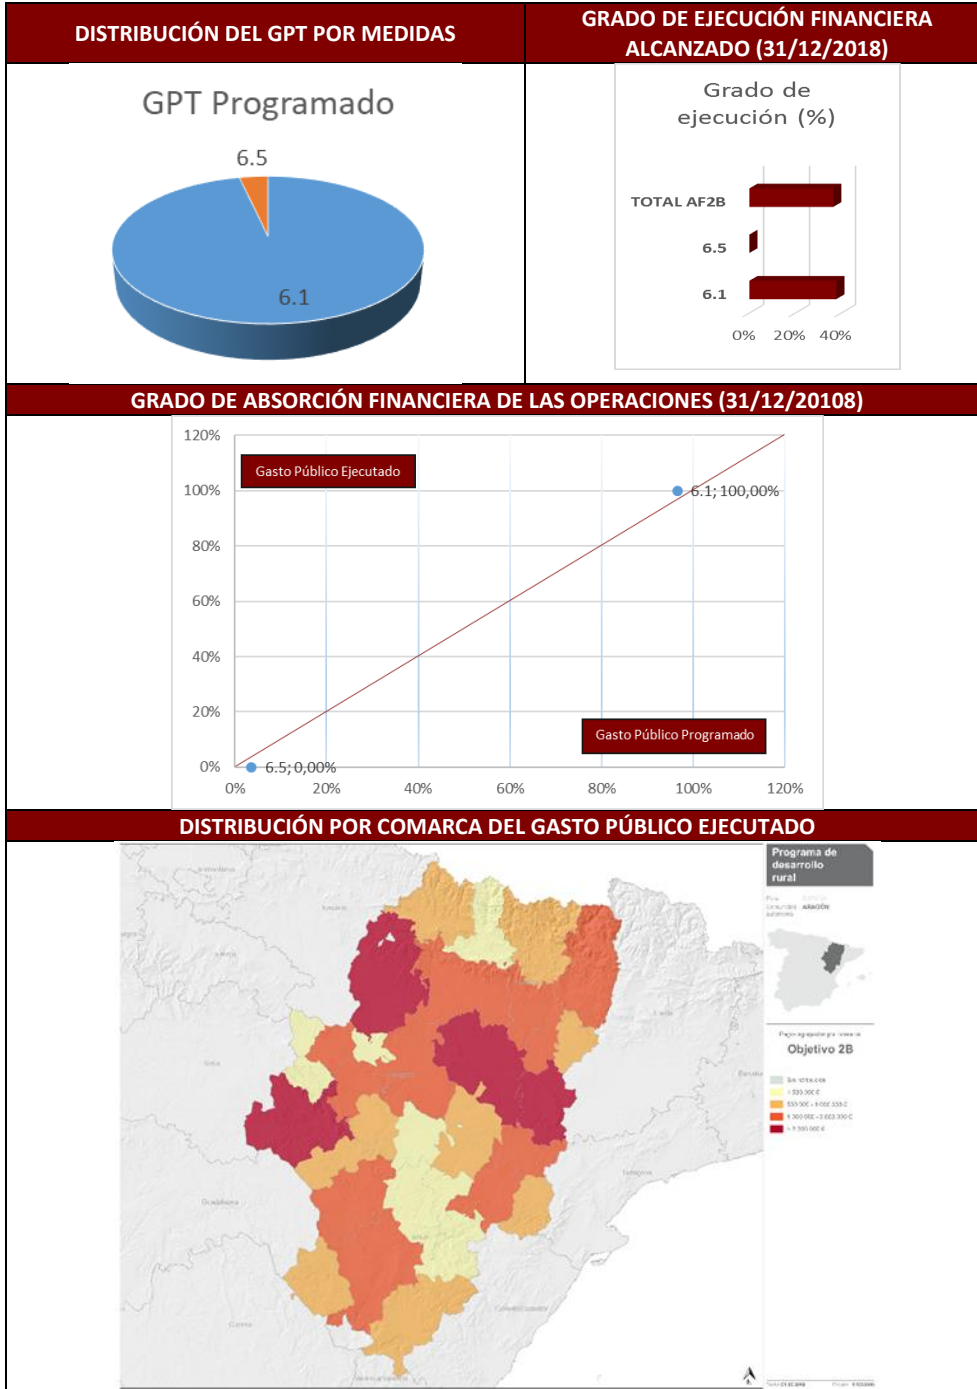 DISTRIBUCIÓN DEL GPT POR MEDIDAS
GRADO DE EJECUCIÓN FINANCIERA
ALCANZADO (31/12/2018)
GPT Programado
6.5
6.1
Grado de
ejecución (%)
TOTAL AF2B
6.5
6.1
0% 20% 40%
GRADO DE ABSORCIÓN FINANCIERA DE LAS OPERACIONES (31/12/20108)
120%
Gasto Público Ejecutado
100%
6.1; 100,00%
80%
60%
40%
20%
Gasto Público Programado
0%
6.5; 0,00%
0% 20% 40% 60% 80% 100% 120%
DISTRIBUCIÓN POR COMARCA DEL GASTO PÚBLICO EJECUTADO
Programa de
desarrollo
rural
ARAGÓN
Objetivo 2B